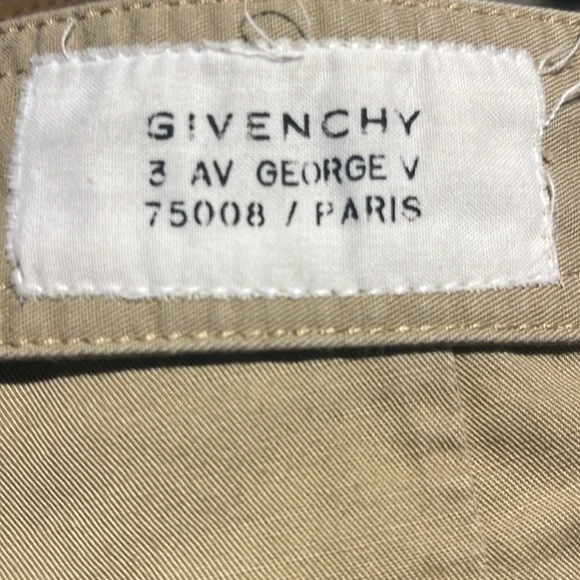 GIVENCHY
3 AV GEORGE V
75008 / PARIS